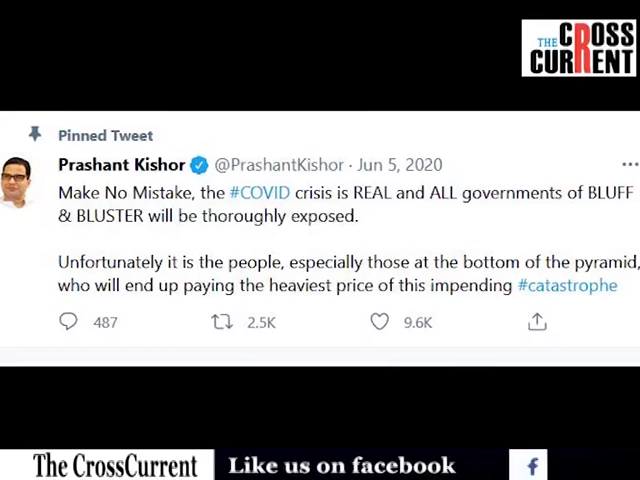 THE CROSS
CURRENT
Pinned Tweet
Prashant Kishor @PrashantKishor · Jun 5, 2020
Make No Mistake, the #COVID crisis is REAL and ALL governments of BLUFF
& BLUSTER will be thoroughly exposed.
Unfortunately it is the people, especially those at the bottom of the pyramid,
who will end up paying the heaviest price of this impending #catastrophe
487 2.5K 9.6K
The CrossCurrent Like us on facebook f